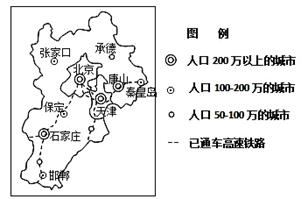 图 例
张家口
承德
人口 200 万以上的城市
北京
唐山
秦皇岛
人口 100-200 万的城市
天津
保定
人口 50-100 万的城市
石家庄
已通车高速铁路
邯郸